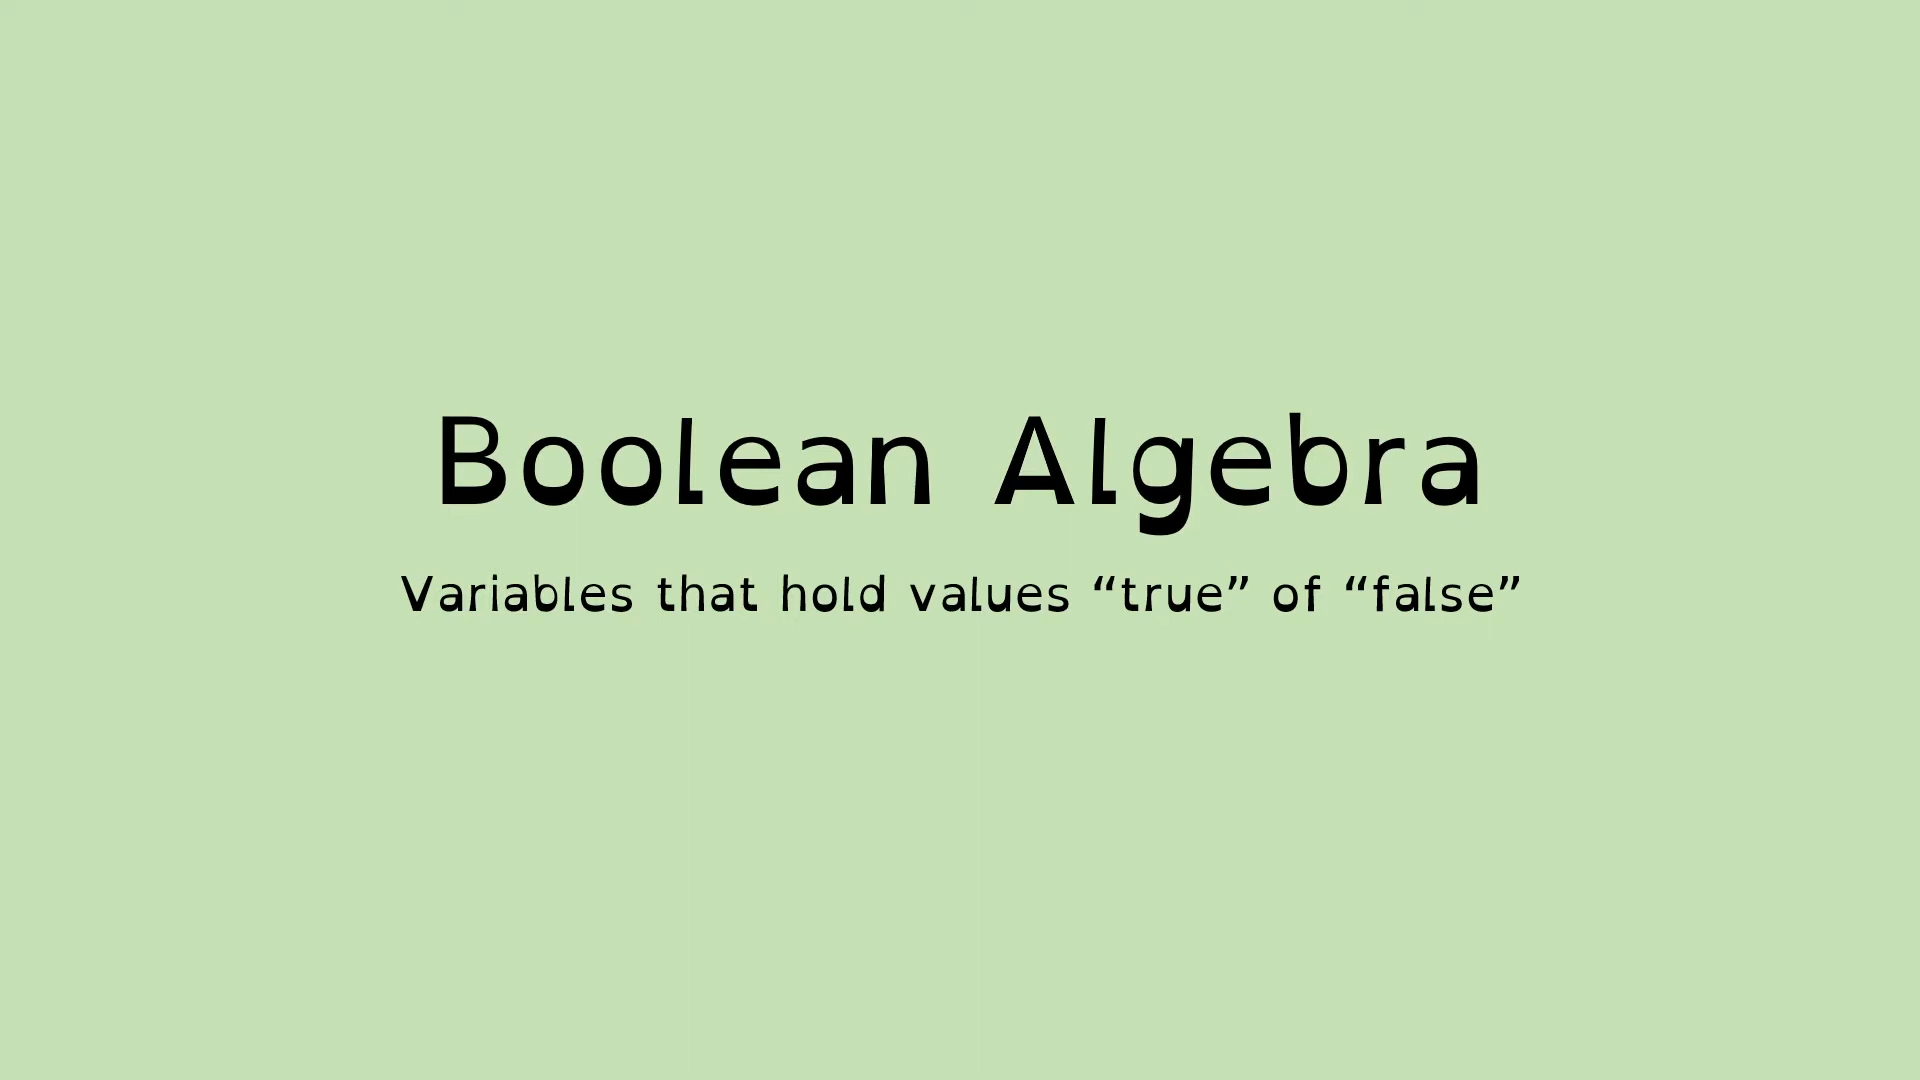 Boolean Algebra
Variables that hold values “true” of “false”